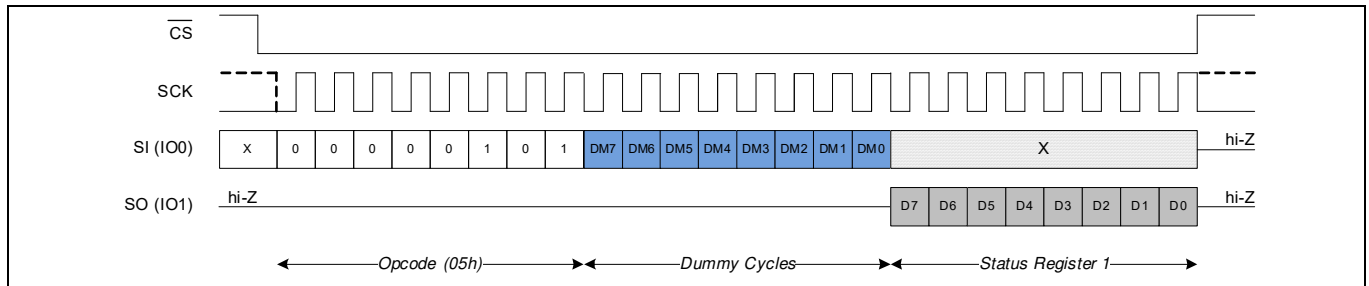 CS
SCK
SI (IO0) X 0 0 0 0 0 1 0 1 DM7 DM6 DM5 DM4 DM3 DM2 DM1 DM0 X hi-Z
SO (IO1) hi-Z D7 D6 D5 D4 D3 D2 D1 D0 hi-Z
Opcode (05h) Dummy Cycles Status Register 1